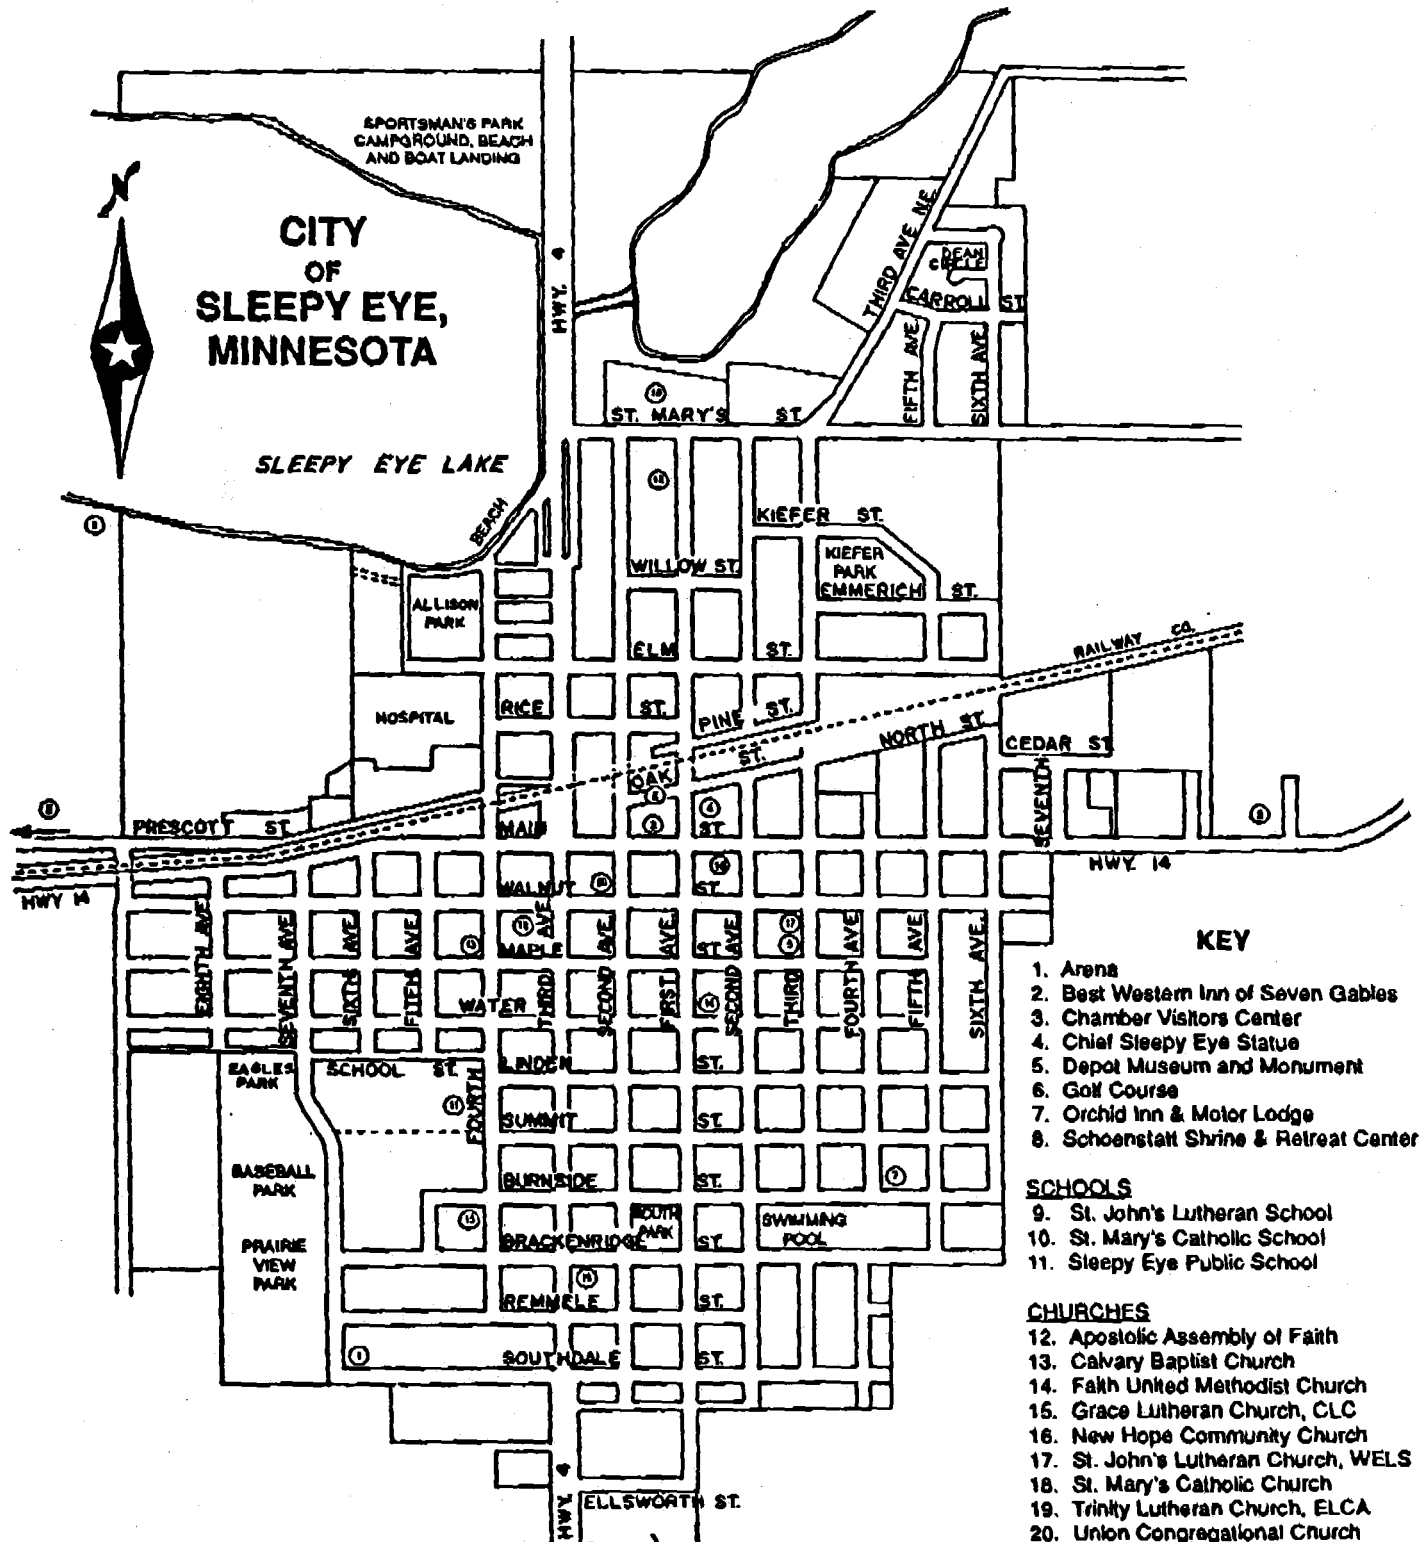 SPORTSMAN'S PARK
CAMPGROUND, BEACH
AND BOAT LANDING
N
CITY
OF
SLEEPY EYE,
MINNESOTA
HWY. 4
THIRD AVE N.E.
DEAN
CIRCLE
CARROLL ST
FIFTH AVE.
SIXTH AVE.
ST. MARY'S ST.
SLEEPY EYE LAKE
BEACH
KIEFER ST.
KIEFER
PARK
WILLOW ST.
EMMERICH ST.
ALLISON
PARK
ELM ST.
RAILWAY CO.
HOSPITAL
RICE ST.
PINE ST.
NORTH ST.
CEDAR ST
OAK ST.
SEVENTH
PRESCOTT ST.
MAIN ST.
HWY 14
HWY. 14
WALNUT ST.
EIGHTH AVE
SEVENTH AVE
SIXTH AVE
FITEH AVE.
THIRD AVE
SECOND AVE.
FIRST AVE.
SECOND AVE
THIRD
FOURTH AVE
FIFTH AVE
SIXTH AVE.
MAPLE ST.
WATER
LINDEN ST.
EAGLES
PARK
SCHOOL ST.
FOURTH
11
SUMMIT ST.
BASEBALL
PARK
BURNSIDE ST.
7
15
SOUTH
PARK
SWIMMING
POOL
BRACKENRIDGE ST.
PRAIRIE
VIEW
PARK
REMMELE ST.
1
SOUTHDALE ST.
HWY. 4
ELLSWORTH ST.
KEY
1. Arena
2. Best Western Inn of Seven Gables
3. Chamber Visitors Center
4. Chief Sleepy Eye Statue
5. Depot Museum and Monument
6. Golf Course
7. Orchid Inn & Motor Lodge
8. Schoenstatt Shrine & Retreat Center
SCHOOLS
9. St. John's Lutheran School
10. St. Mary's Catholic School
11. Sleepy Eye Public School
CHURCHES
12. Apostolic Assembly of Faith
13. Calvary Baptist Church
14. Faith United Methodist Church
15. Grace Lutheran Church, CLC
16. New Hope Community Church
17. St. John's Lutheran Church, WELS
18. St. Mary's Catholic Church
19. Trinity Lutheran Church, ELCA
20. Union Congregational Church